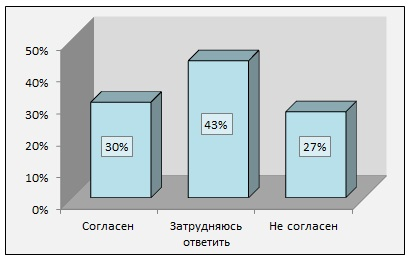 50%
40%
30%
20%
10%
0%
30%
43%
27%
Согласен
Затрудняюсь
ответить
Не согласен